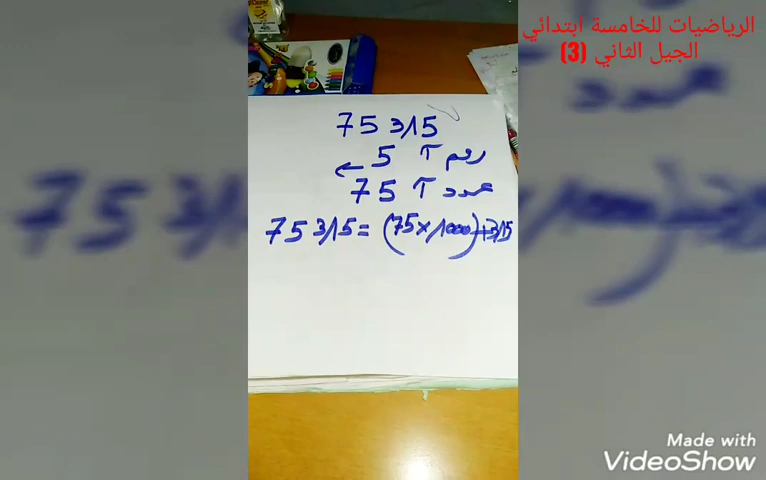 الرياضيات للخامسة ابتدائي
الجيل الثاني (3)
75 315
رقم T 5 ←
عدد T 75
75 315 = (75 × 1000) + 315
Made with
VideoShow